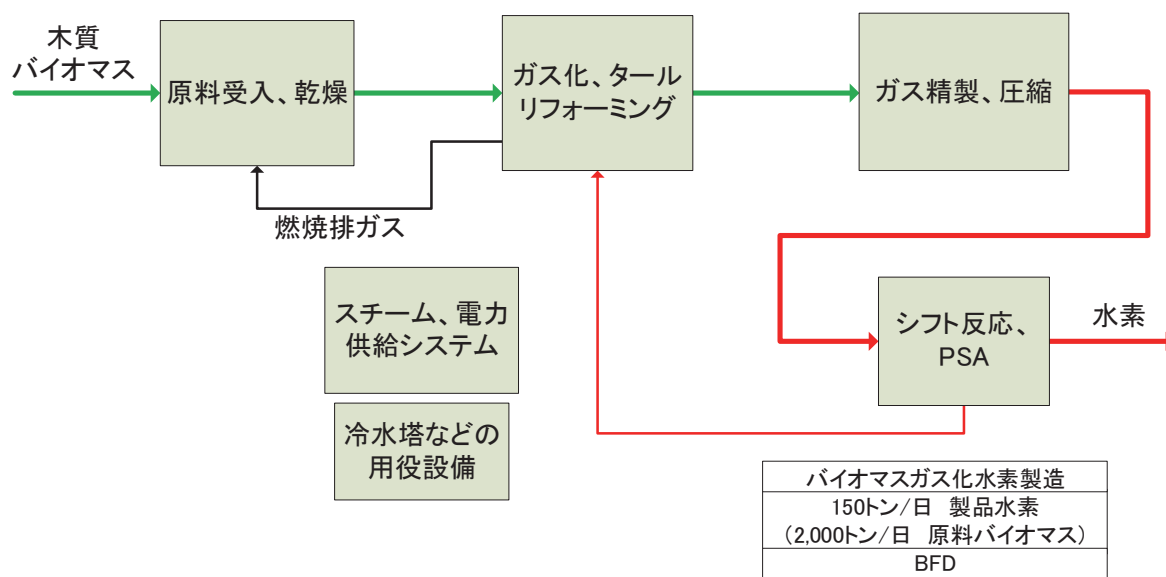 木質
バイオマス
原料受入、乾燥
ガス化、タール
リフォーミング
ガス精製、圧縮
燃焼排ガス
スチーム、電力
供給システム
シフト反応、
PSA
水素
冷水塔などの
用役設備
バイオマスガス化水素製造
150トン/日 製品水素
(2,000トン/日 原料バイオマス)
BFD